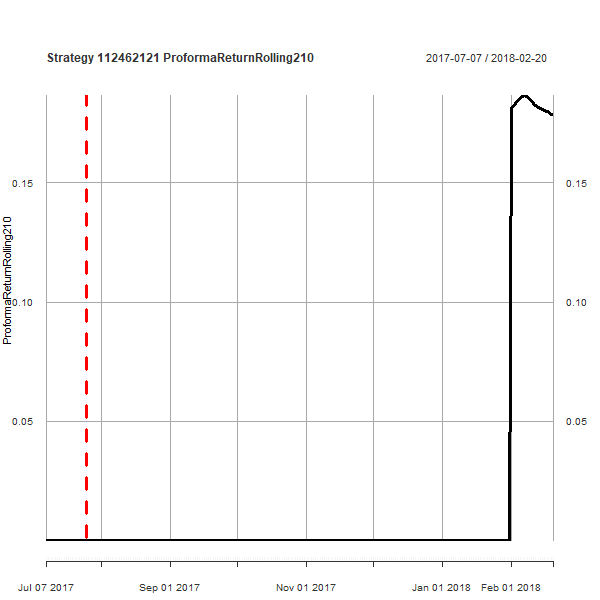 Strategy 112462121 ProformaReturnRolling210
2017-07-07 / 2018-02-20
ProformaReturnRolling210
0.15
0.15
0.10
0.10
0.05
0.05
Jul 07 2017
Sep 01 2017
Nov 01 2017
Jan 01 2018
Feb 01 2018